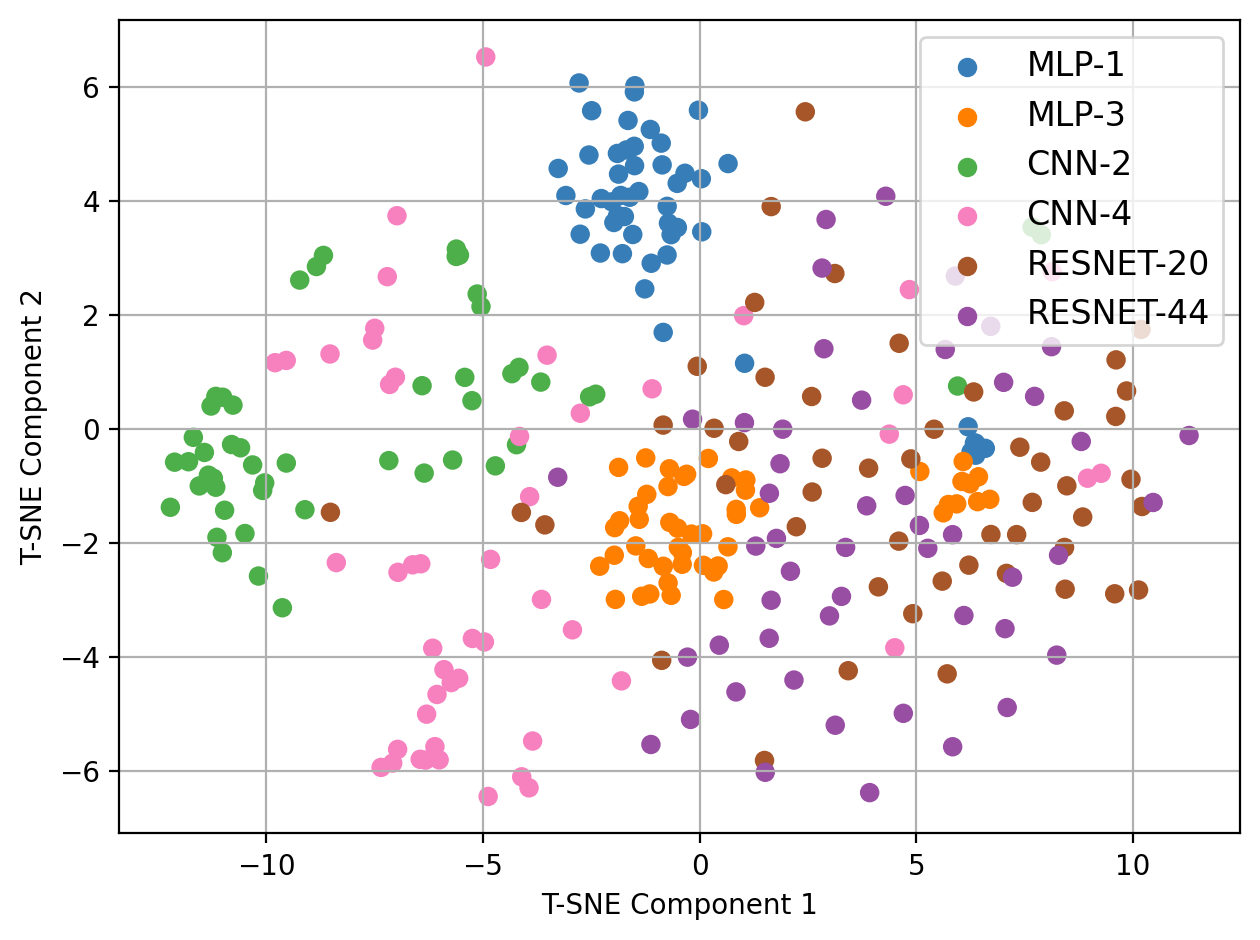 MLP-1
MLP-3
CNN-2
CNN-4
RESNET-20
RESNET-44
6
4
2
0
−2
−4
−6
−10
−5
0
5
10
T-SNE Component 2
T-SNE Component 1